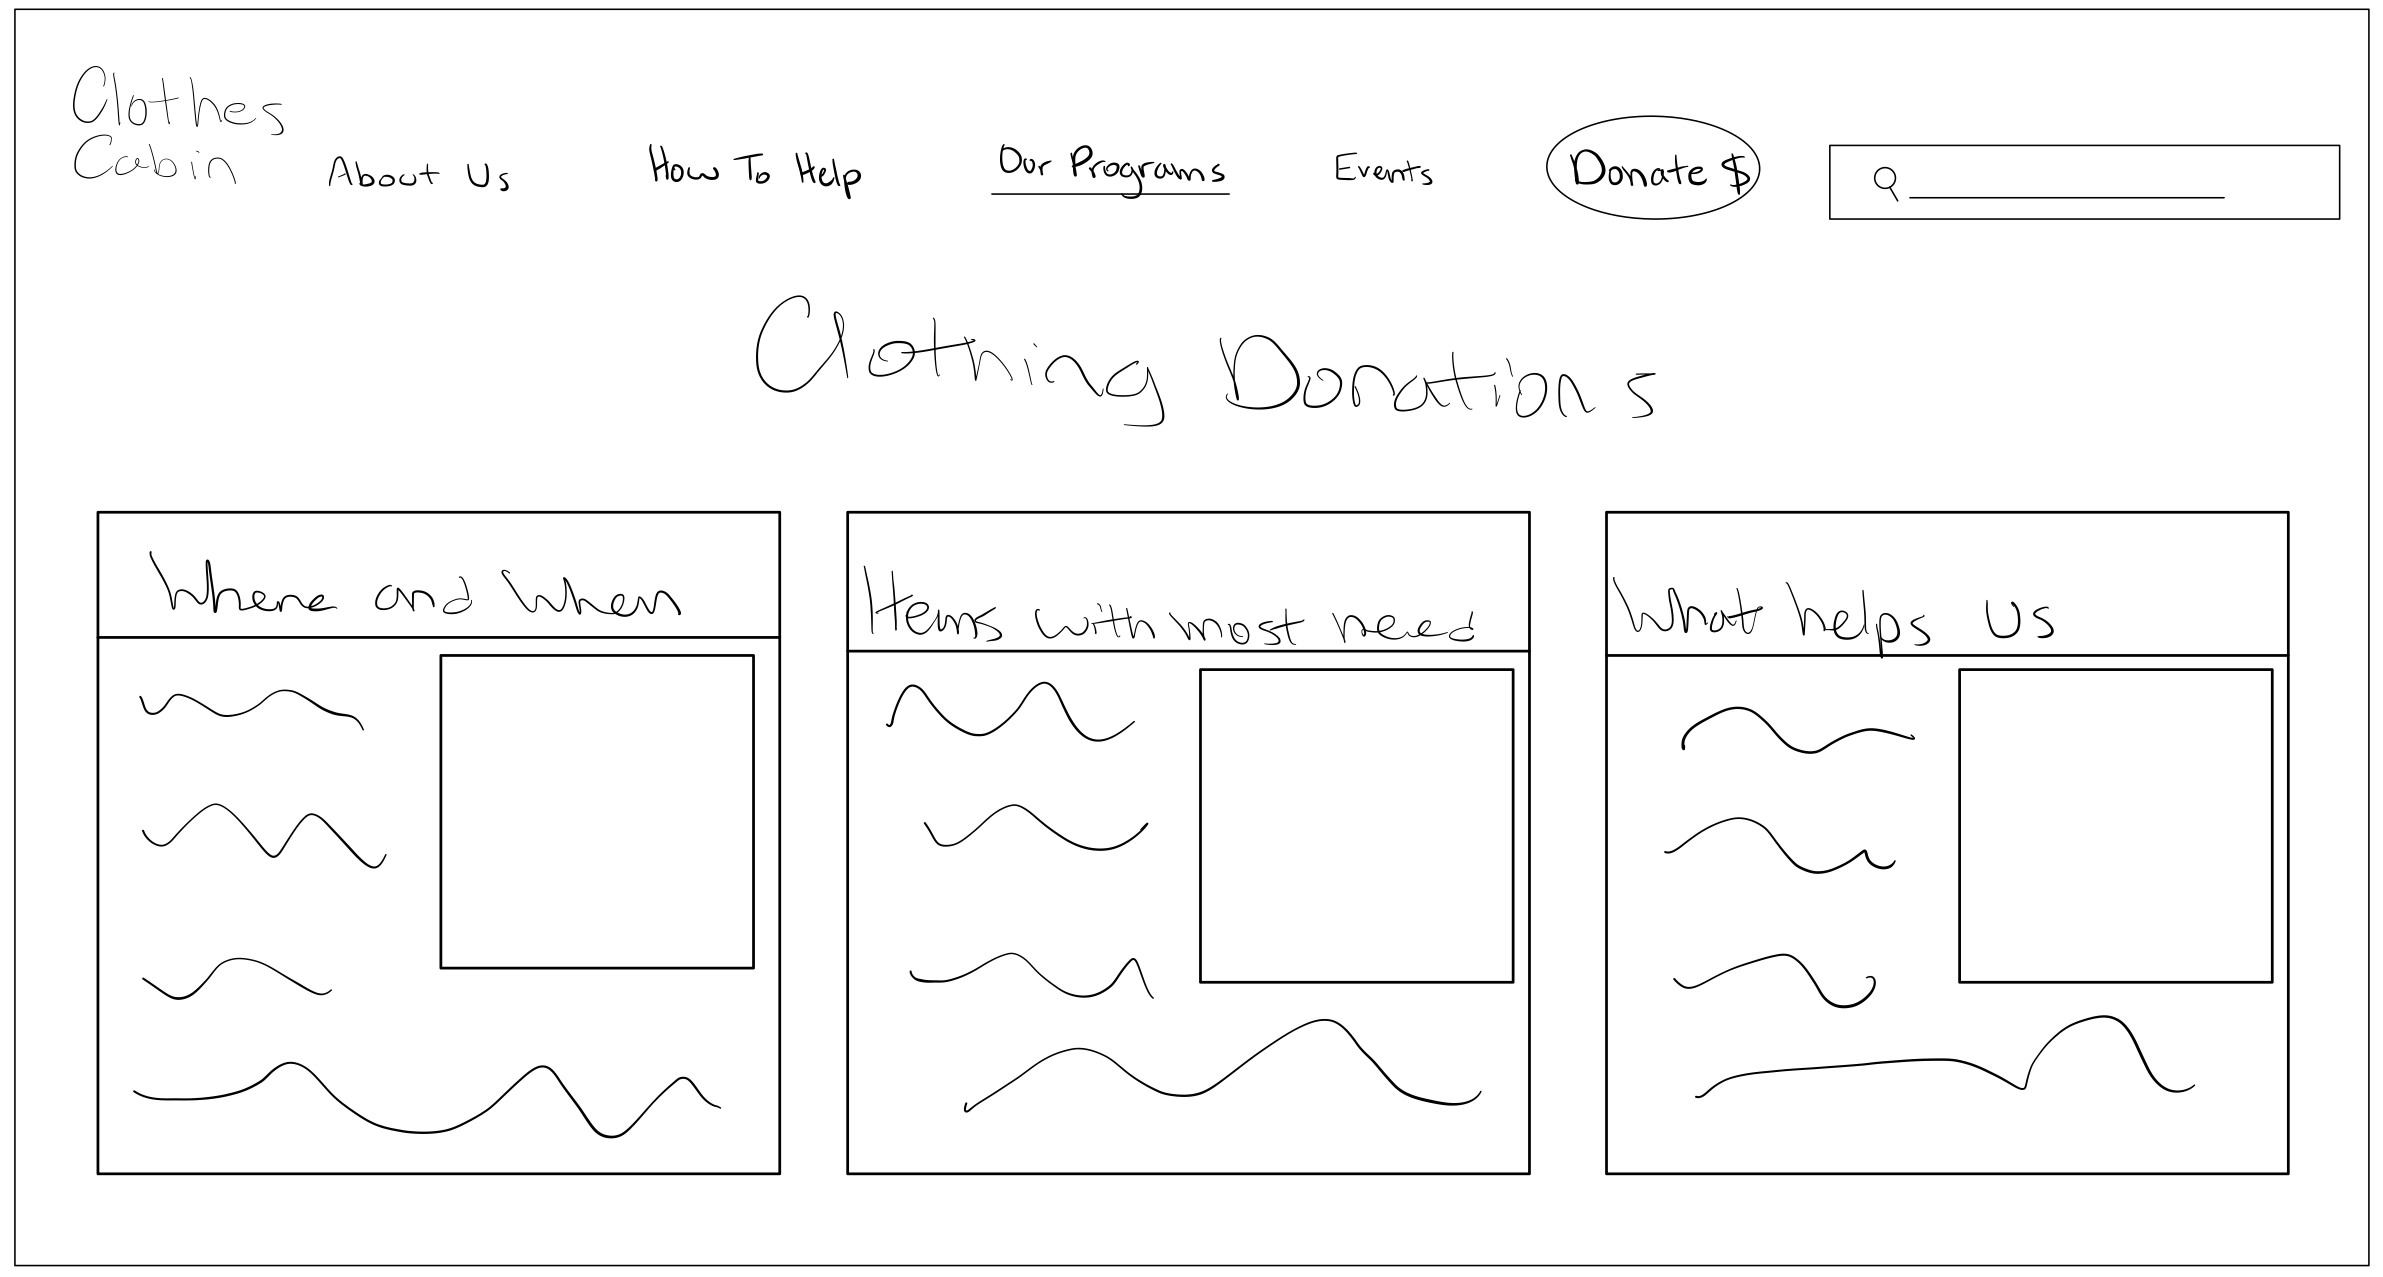 Clothes
Cabin
About Us
How To Help
Our Programs
Events
Donate $
Clothing Donations
Where and When
Items with most need
What helps us